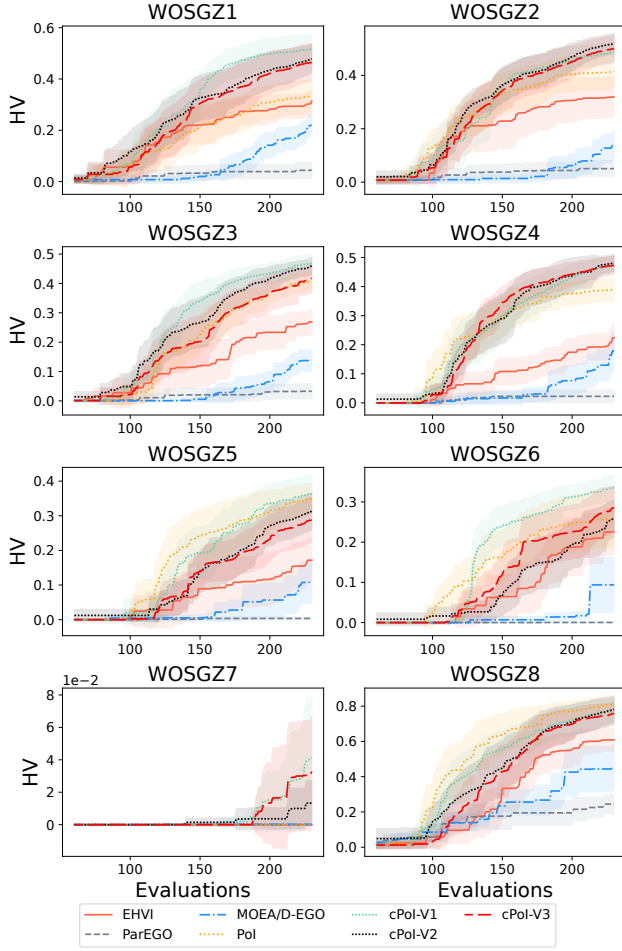 WOSGZ1
WOSGZ2
0.6
0.4
0.2
0.0
HV
100
150
200
0.4
0.2
0.0
100
150
200
WOSGZ3
WOSGZ4
0.5
0.4
0.3
0.2
0.1
0.0
HV
100
150
200
0.5
0.4
0.3
0.2
0.1
0.0
100
150
200
WOSGZ5
WOSGZ6
0.4
0.3
0.2
0.1
0.0
HV
100
150
200
0.3
0.2
0.1
0.0
100
150
200
WOSGZ7
WOSGZ8
1e-2
8
6
4
2
0
HV
100
150
200
Evaluations
0.8
0.6
0.4
0.2
0.0
100
150
200
Evaluations
EHVI
MOEA/D-EGO
cPoI-V1
cPoI-V3
ParEGO
PoI
cPoI-V2